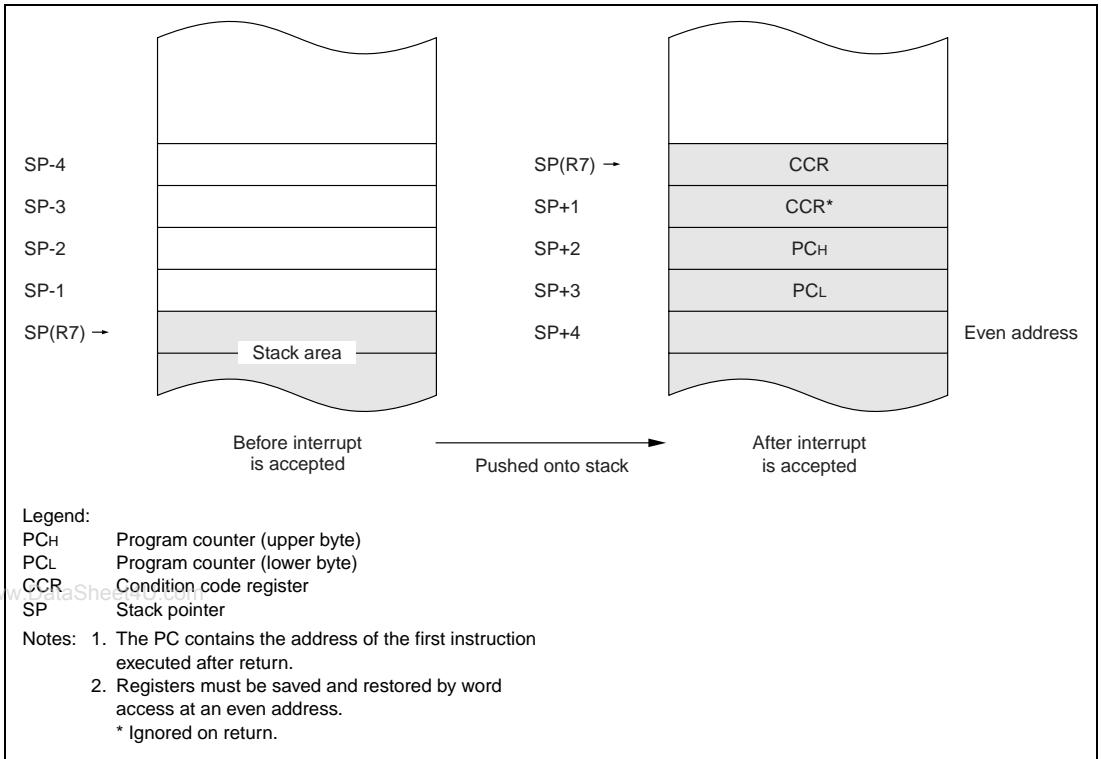 SP-4
SP-3
SP-2
SP-1
SP(R7) →
Stack area
SP(R7) →
SP+1
SP+2
SP+3
SP+4
CCR
CCR*
PCH
PCL
Even address
Before interrupt
is accepted
Pushed onto stack
After interrupt
is accepted
Legend:
PCH Program counter (upper byte)
PCL Program counter (lower byte)
CCR Condition code register
SP Stack pointer
Notes: 1. The PC contains the address of the first instruction
executed after return.
2. Registers must be saved and restored by word
access at an even address.
* Ignored on return.
w.DataSheet4U.com